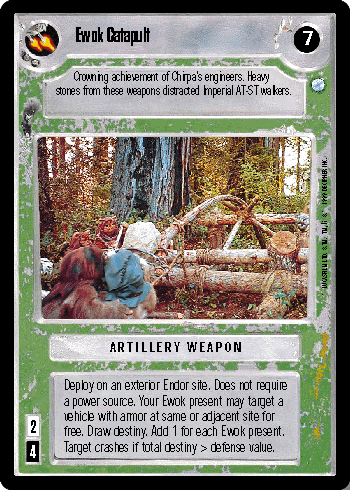 Ewok Catapult
7
Crowning achievement of Chirpa's engineers. Heavy
stones from these weapons distracted Imperial AT-ST walkers.
ARTILLERY WEAPON
Deploy on an exterior Endor site. Does not require
a power source. Your Ewok present may target a
vehicle with armor at same or adjacent site for
free. Draw destiny. Add 1 for each Ewok present.
Target crashes if total destiny > defense value.
2
4